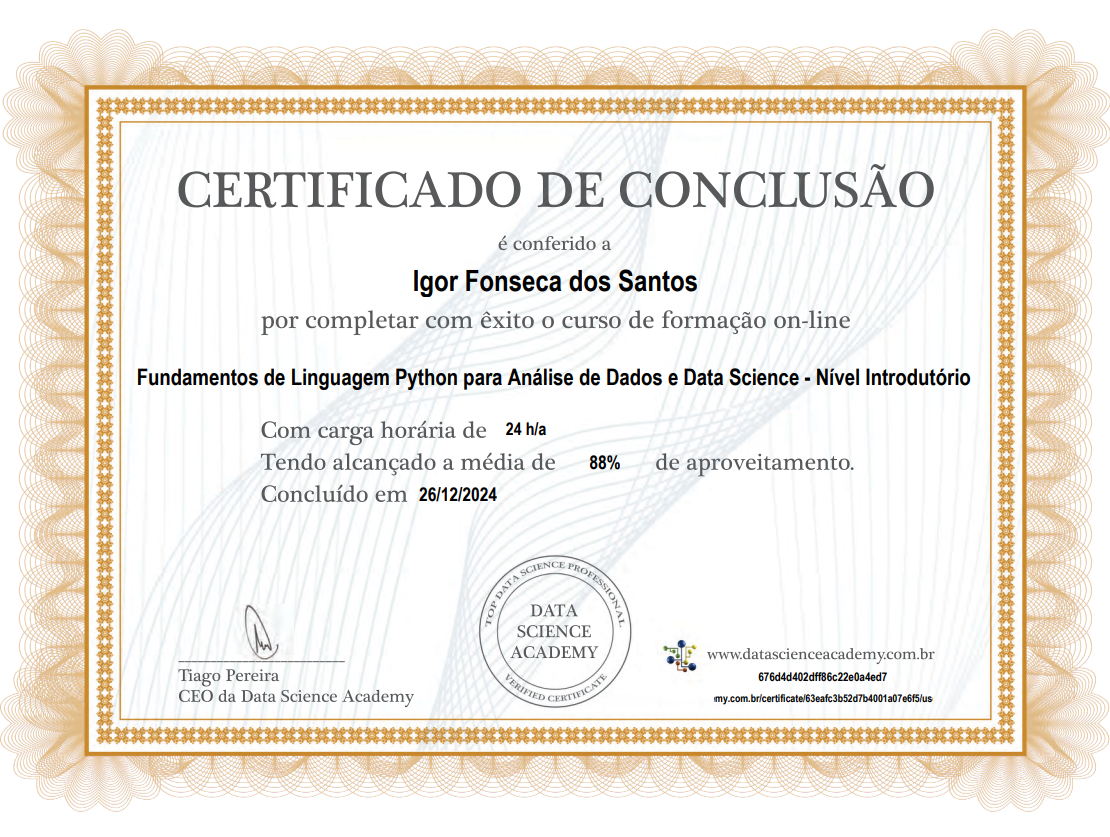 CERTIFICADO DE CONCLUSÃO
é conferido a
Igor Fonseca dos Santos
por completar com êxito o curso de formação on-line
Fundamentos de Linguagem Python para Análise de Dados e Data Science - Nível Introdutório
Com carga horária de 24 h/a
Tendo alcançado a média de 88% de aproveitamento.
Concluído em 26/12/2024
TOP DATA SCIENCE PROFESSIONAL
DATA
SCIENCE
ACADEMY
VERIFIED CERTIFICATE
Tiago Pereira
CEO da Data Science Academy
www.datascienceacademy.com.br
676d4d402dff86c22e0a4ed7
my.com.br/certificate/63eafc3b52d7b4001a07e6f5/us